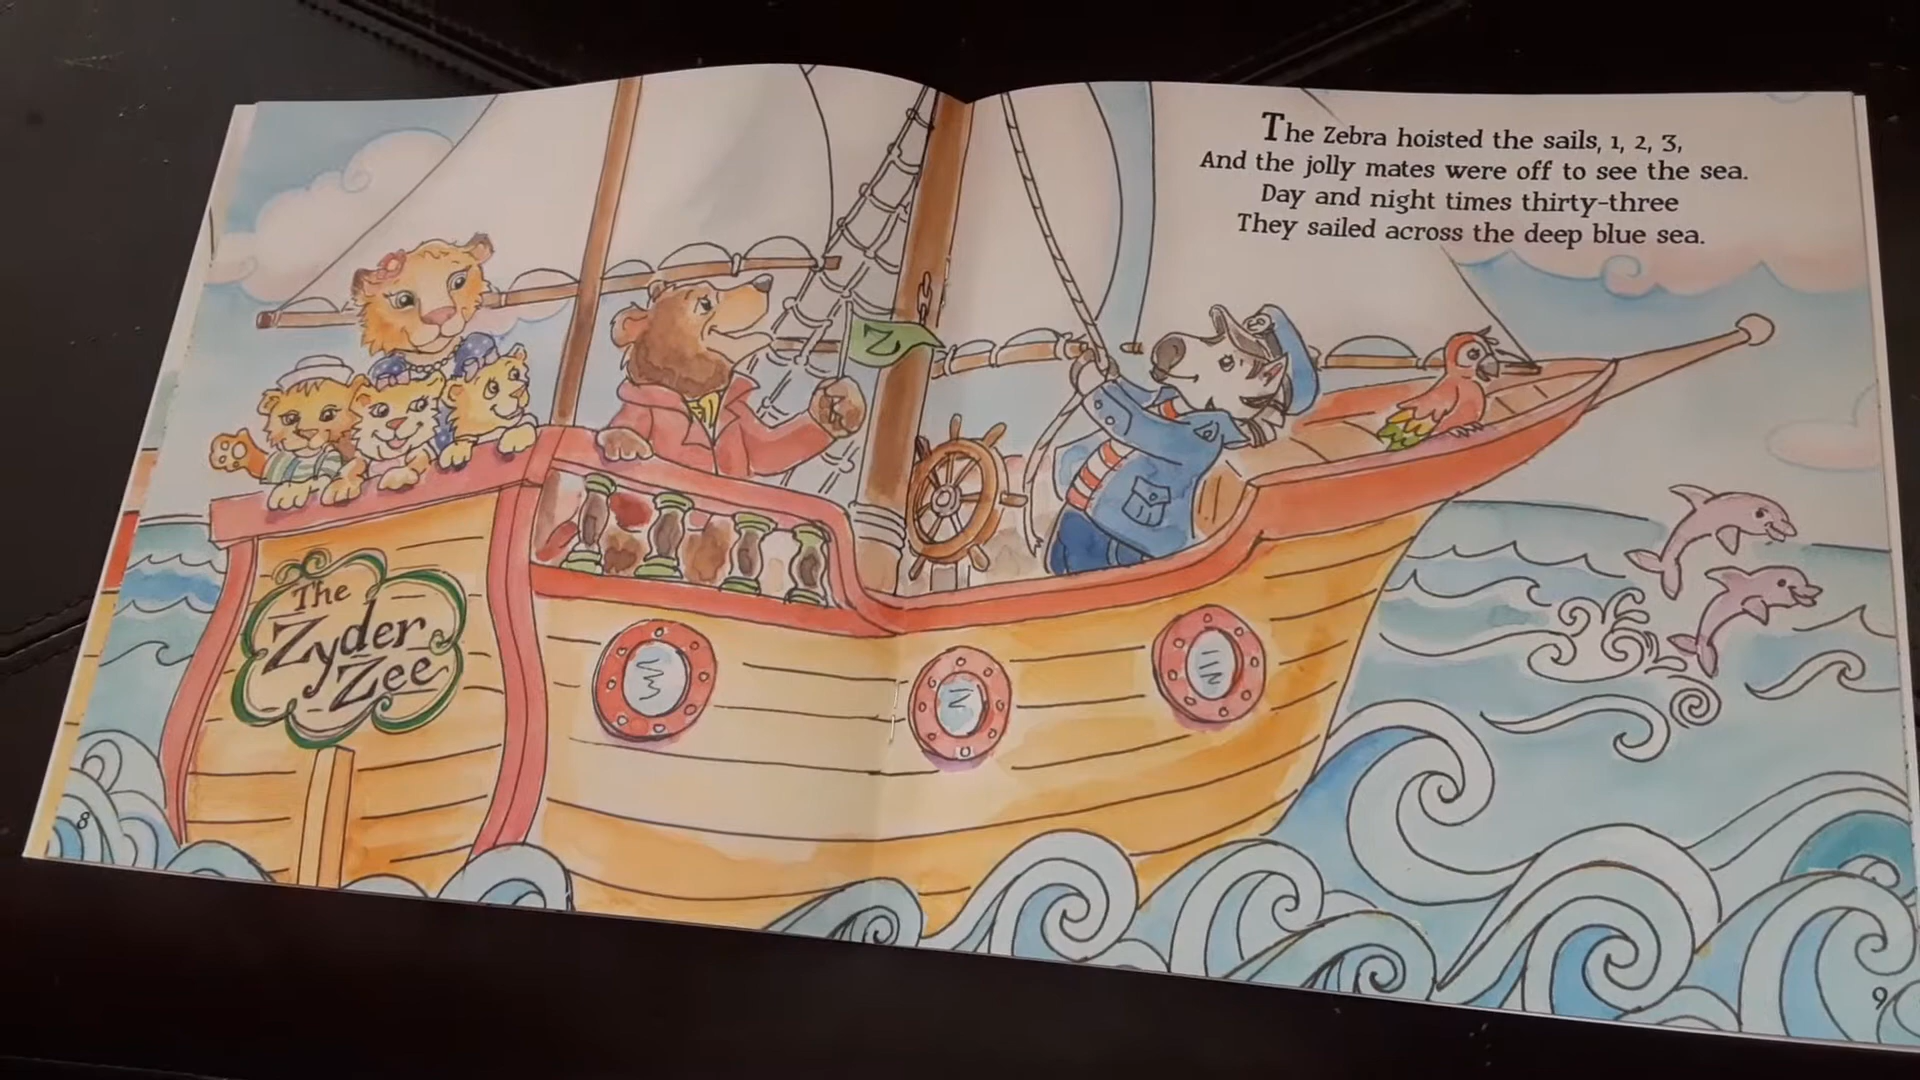 The Zebra hoisted the sails, 1, 2, 3,
And the jolly mates were off to see the sea.
Day and night times thirty-three
They sailed across the deep blue sea.
Z
The
Zyder
Zee
8
9